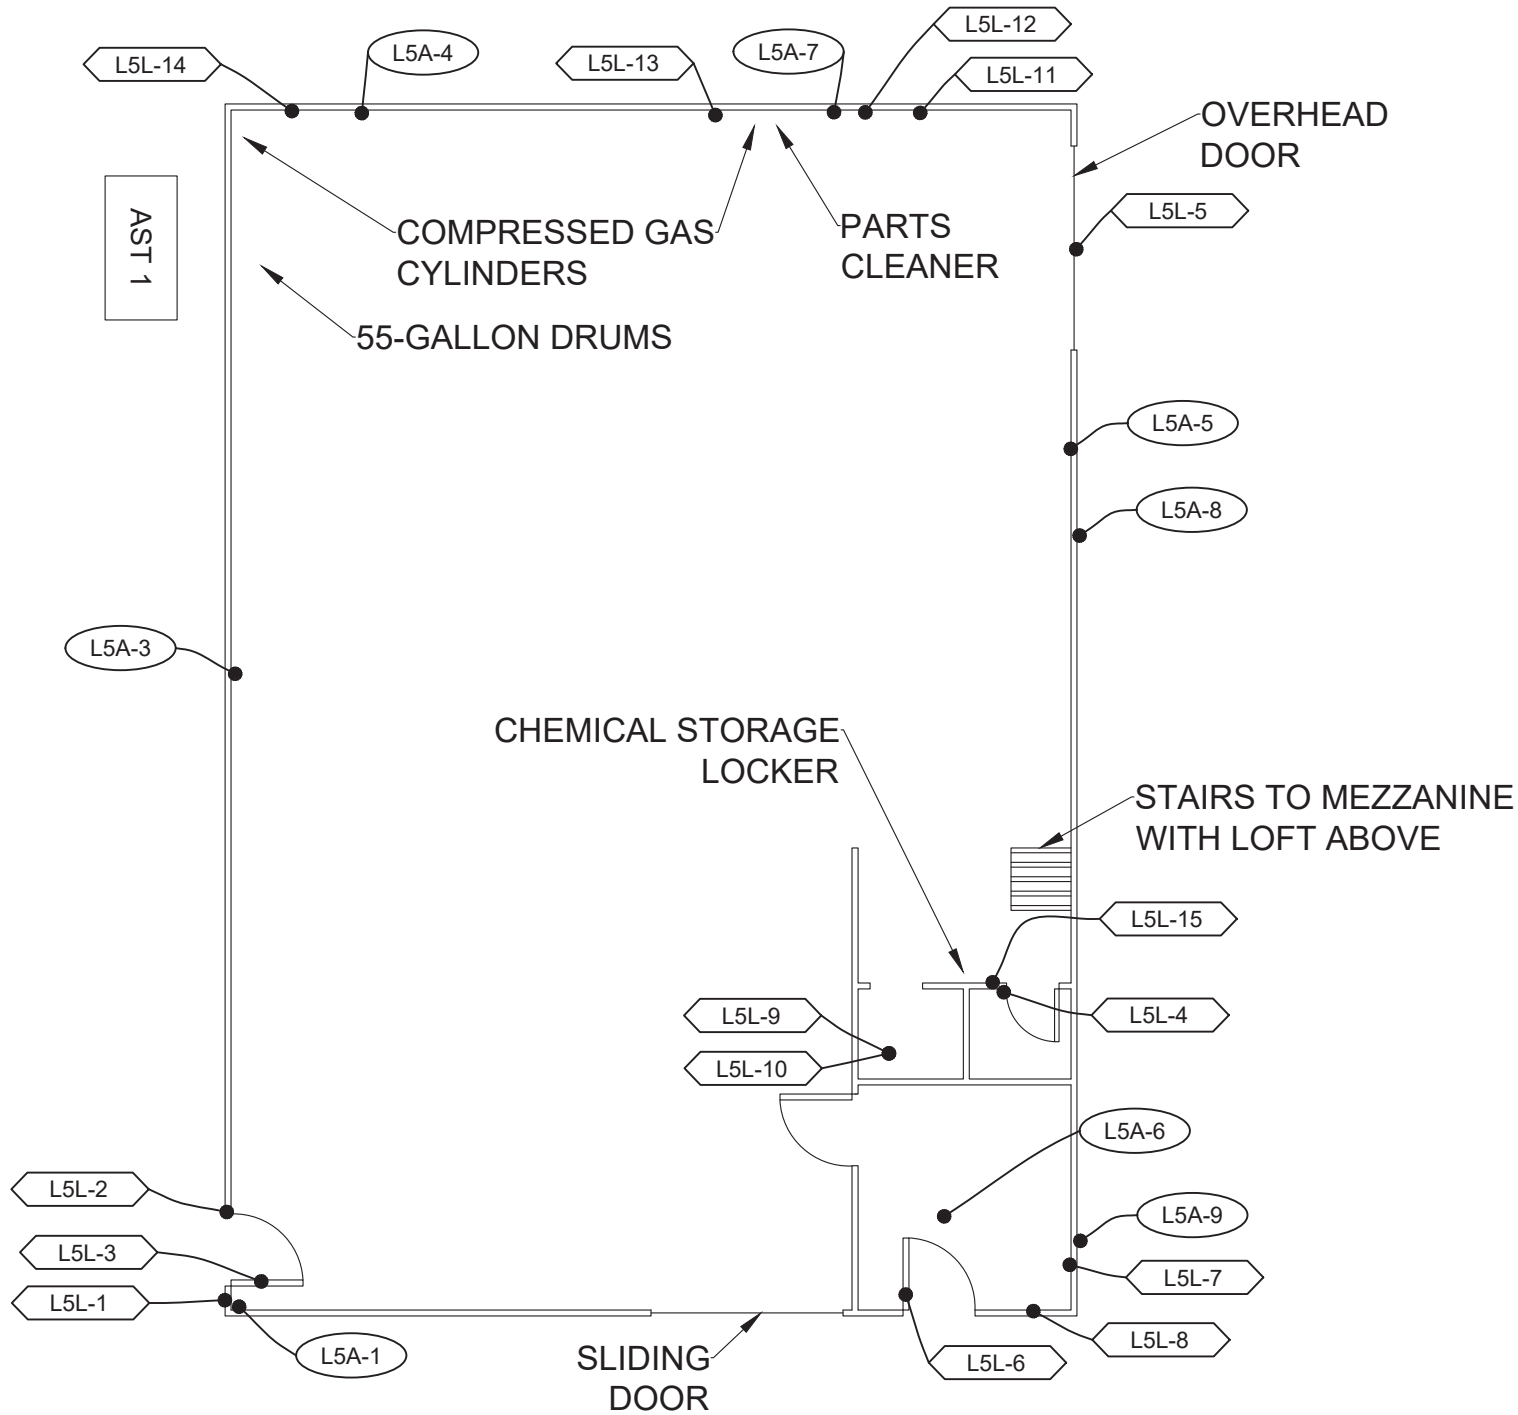 L5L-12
L5A-4
L5A-7
L5L-14
L5L-13
L5L-11
OVERHEAD
DOOR
AST 1
L5L-5
COMPRESSED GAS
CYLINDERS
PARTS
CLEANER
55-GALLON DRUMS
L5A-5
L5A-8
L5A-3
CHEMICAL STORAGE
LOCKER
STAIRS TO MEZZANINE
WITH LOFT ABOVE
L5L-15
L5L-9
L5L-4
L5L-10
L5A-6
L5L-2
L5A-9
L5L-3
L5L-7
L5L-1
L5A-1
SLIDING
DOOR
L5L-6
L5L-8